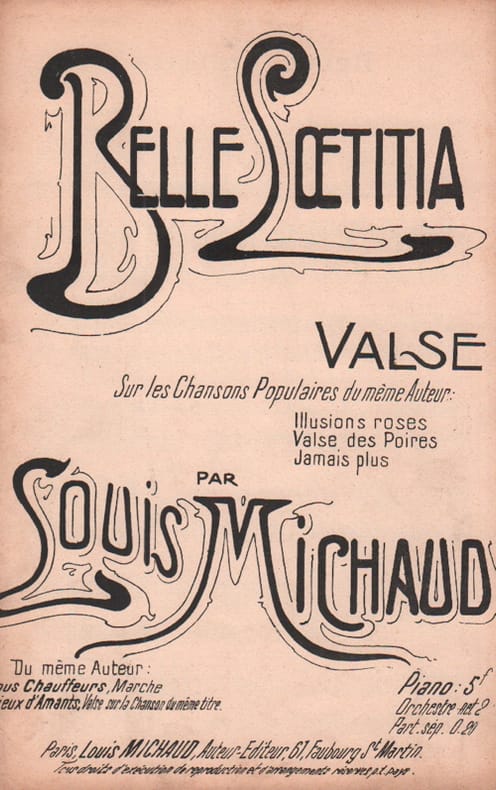 BELLE LŒTITIA
VALSE
Sur les Chansons Populaires du même Auteur:
Illusions roses
Valse des Poires
Jamais plus
PAR
LOUIS MICHAUD
Du même Auteur:
ous Chauffeurs, Marche
ieux d'Amants, Valse sur la Chanson du même titre.
Piano: 5f
Orchestre net 2
Part. sép. 0.20
Paris, Louis MICHAUD, Auteur-Editeur, 61, Faubourg St Martin.
Tous droits d'exécution de reproduction et d'arrangements réservés p.t. pays.